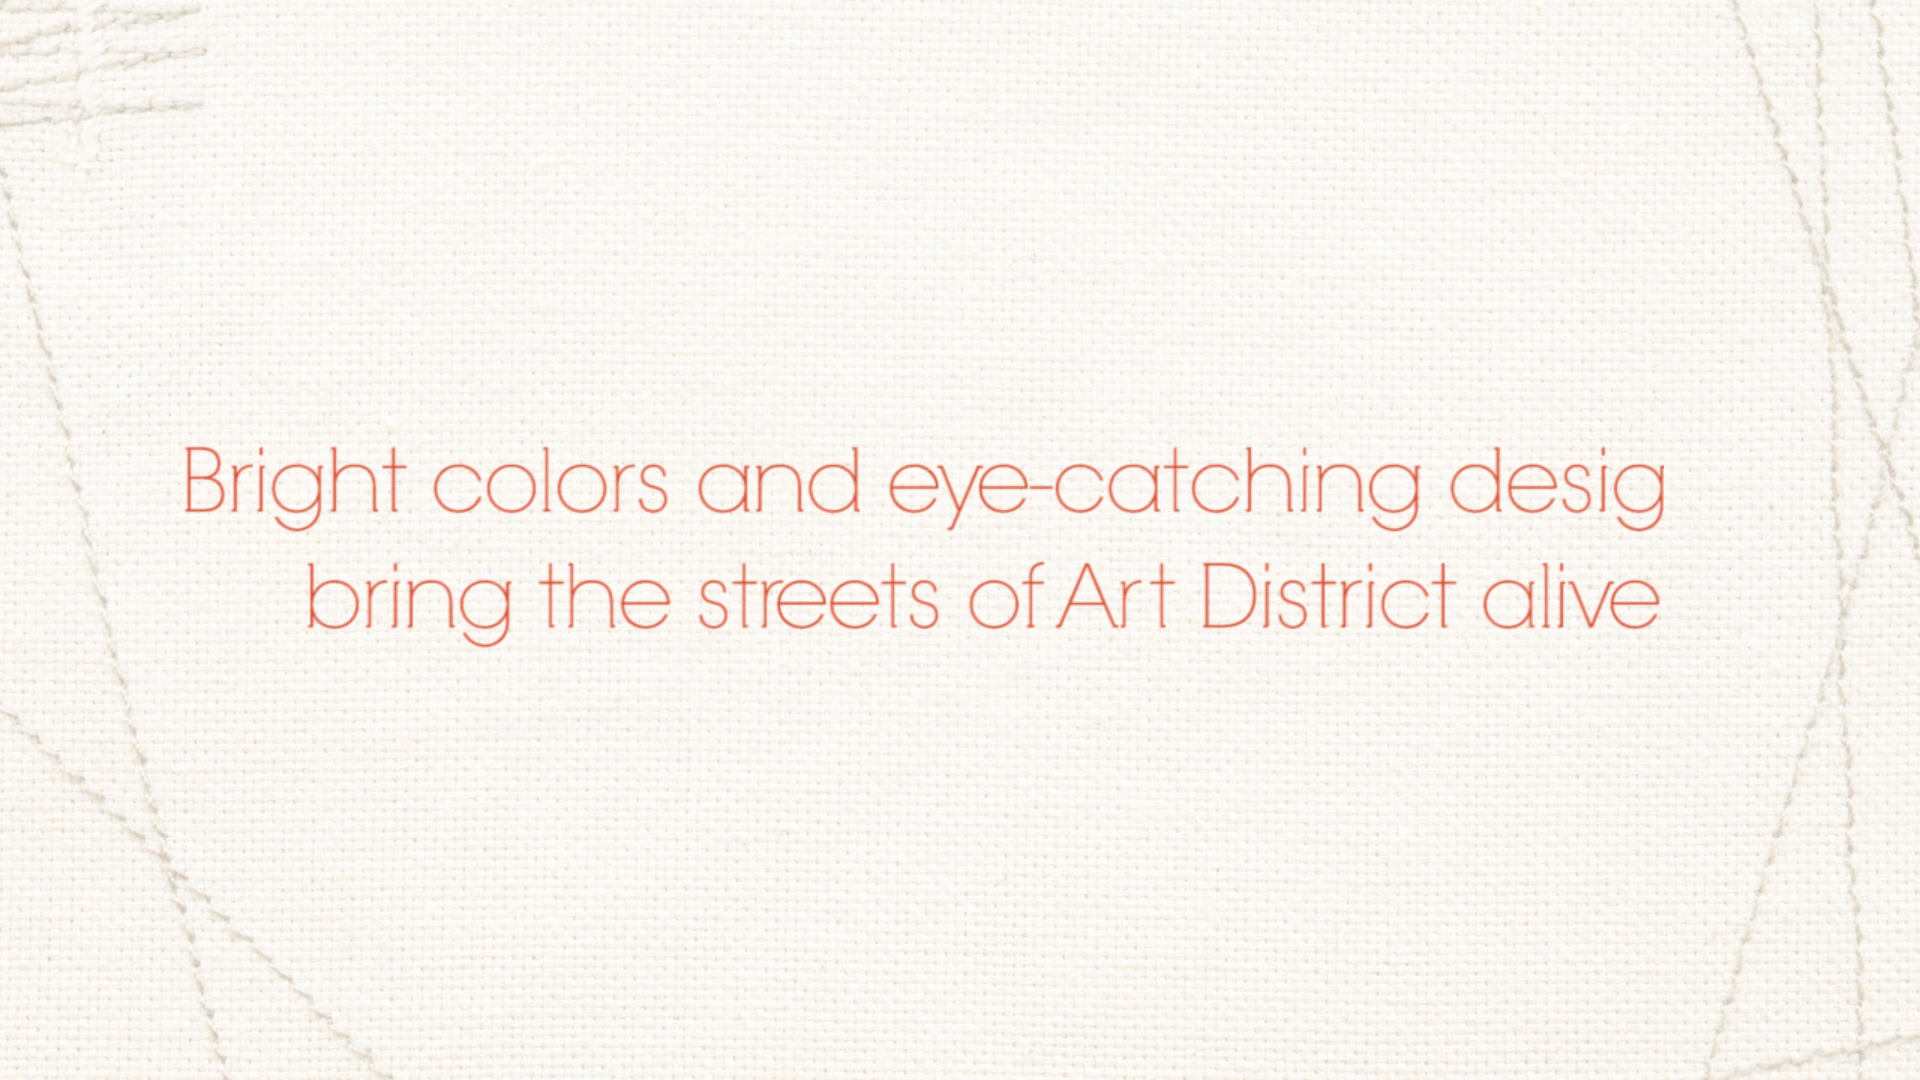 Bright colors and eye-catching desig
bring the streets of Art District alive